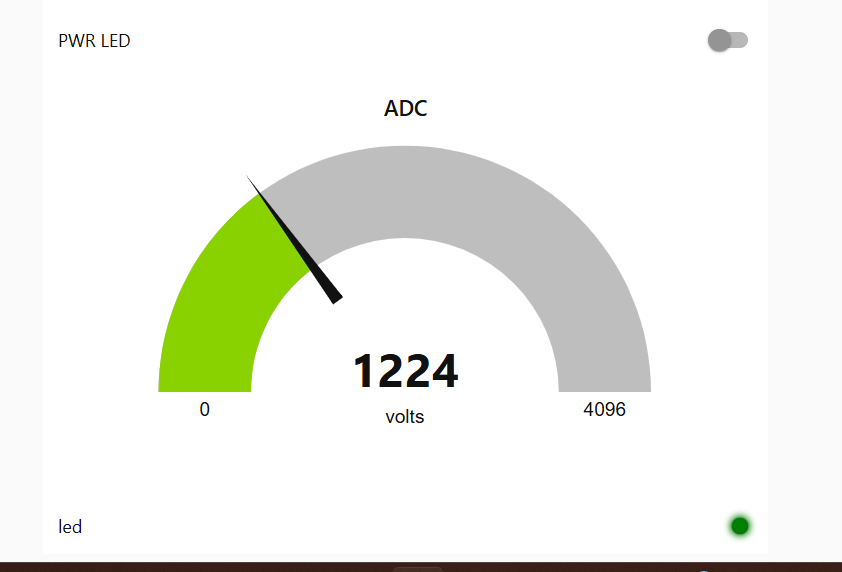 PWR LED
ADC
1224
0
volts
4096
led